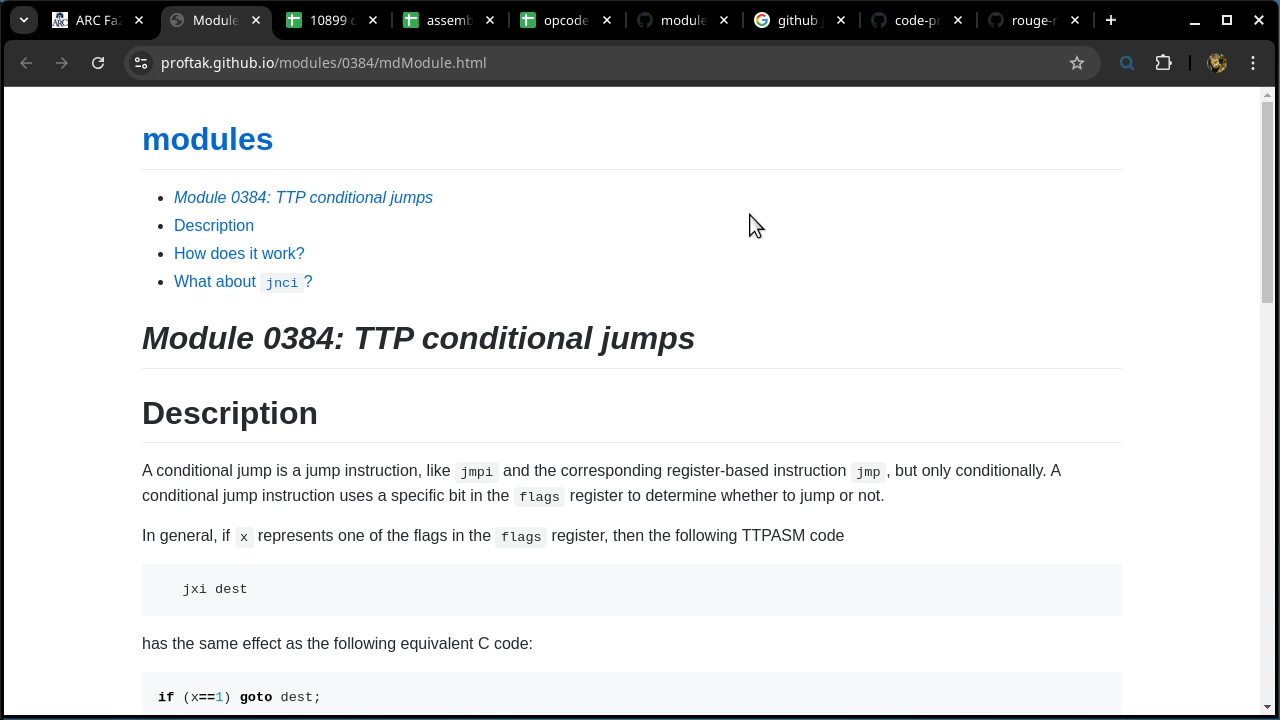 ARC Fa2
Module
10899 c
assemb
opcode
module
github j
code-pr
rouge-r
proftak.github.io/modules/0384/mdModule.html
modules
Module 0384: TTP conditional jumps
Description
How does it work?
What about jnci?
Module 0384: TTP conditional jumps
Description
A conditional jump is a jump instruction, like jmpi and the corresponding register-based instruction jmp, but only conditionally. A
conditional jump instruction uses a specific bit in the flags register to determine whether to jump or not.
In general, if x represents one of the flags in the flags register, then the following TTPASM code
jxi dest
has the same effect as the following equivalent C code:
if (x==1) goto dest;